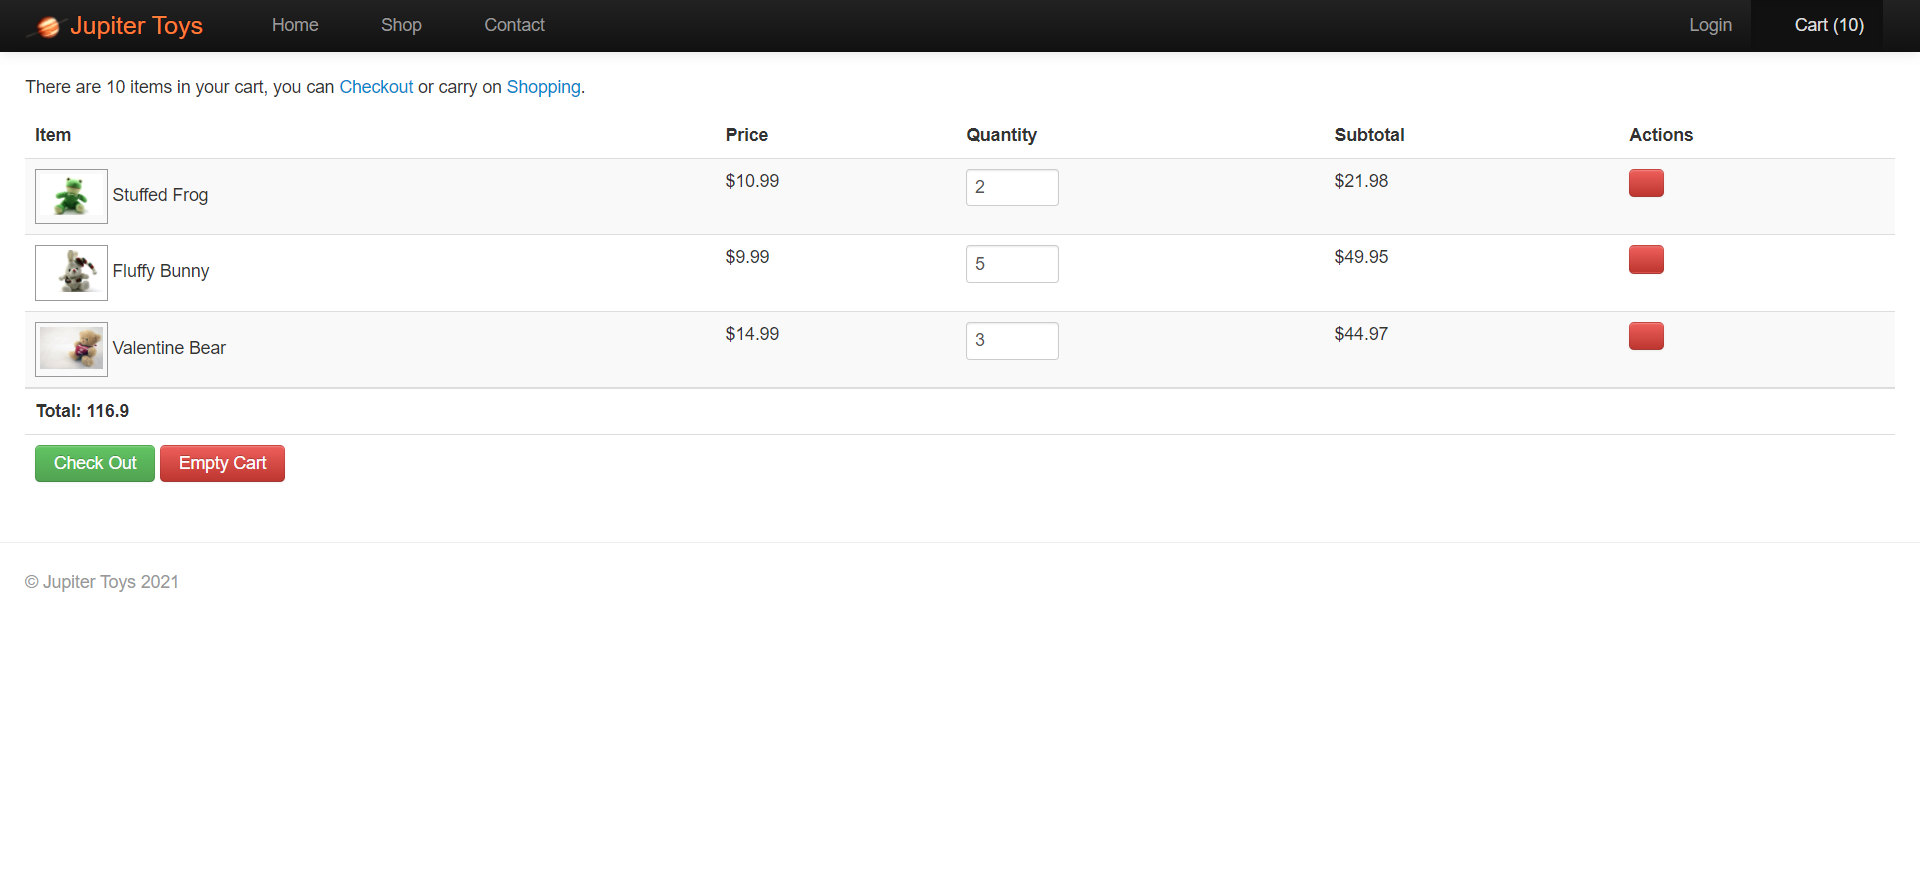 Jupiter Toys Home Shop Contact Login Cart (10)
There are 10 items in your cart, you can Checkout or carry on Shopping.
Item Price Quantity Subtotal Actions
Stuffed Frog $10.99 2 $21.98
Fluffy Bunny $9.99 5 $49.95
Valentine Bear $14.99 3 $44.97
Total: 116.9
Check Out Empty Cart
© Jupiter Toys 2021